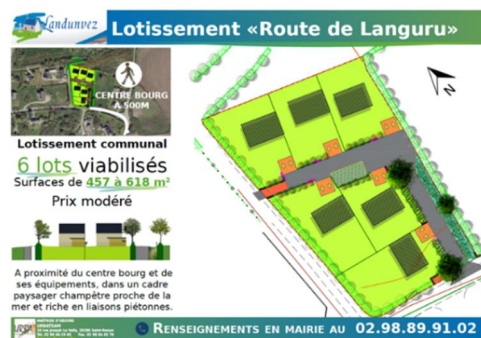 Landunvez
Lotissement «Route de Languru»
CENTRE BOURG
A 500M
N
Lotissement communal
6 lots viabilisés
Surfaces de 457 à 618 m²
Prix modéré
A proximité du centre bourg et de
ses équipements, dans un cadre
paysager champêtre proche de la
mer et riche en liaisons piétonnes.
RENSEIGNEMENTS EN MAIRIE AU 02.98.89.91.02